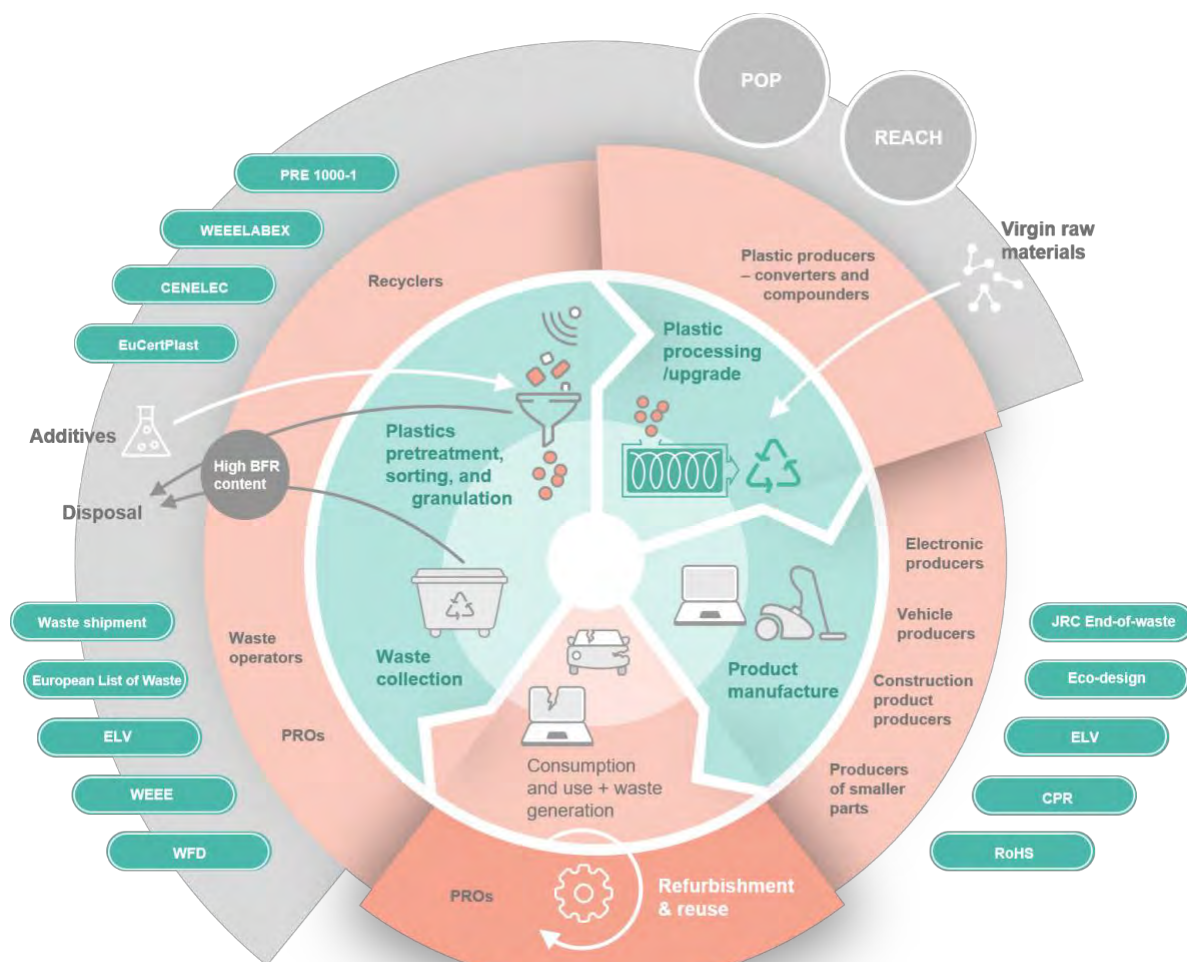 POP
REACH
PRE 1000-1
WEEELABEX
CENELEC
EuCertPlast
Recyclers
Plastic producers
– converters and
compounders
Virgin raw
materials
Plastic
processing
/upgrade
Additives
Disposal
High BFR
content
Plastics
pretreatment,
sorting, and
granulation
Electronic
producers
Vehicle
producers
Construction
product
producers
Producers
of smaller
parts
Product
manufacture
Waste
collection
Waste
operators
PROs
Waste shipment
European List of Waste
ELV
WEEE
WFD
JRC End-of-waste
Eco-design
ELV
CPR
RoHS
Consumption
and use + waste
generation
PROs
Refurbishment
& reuse